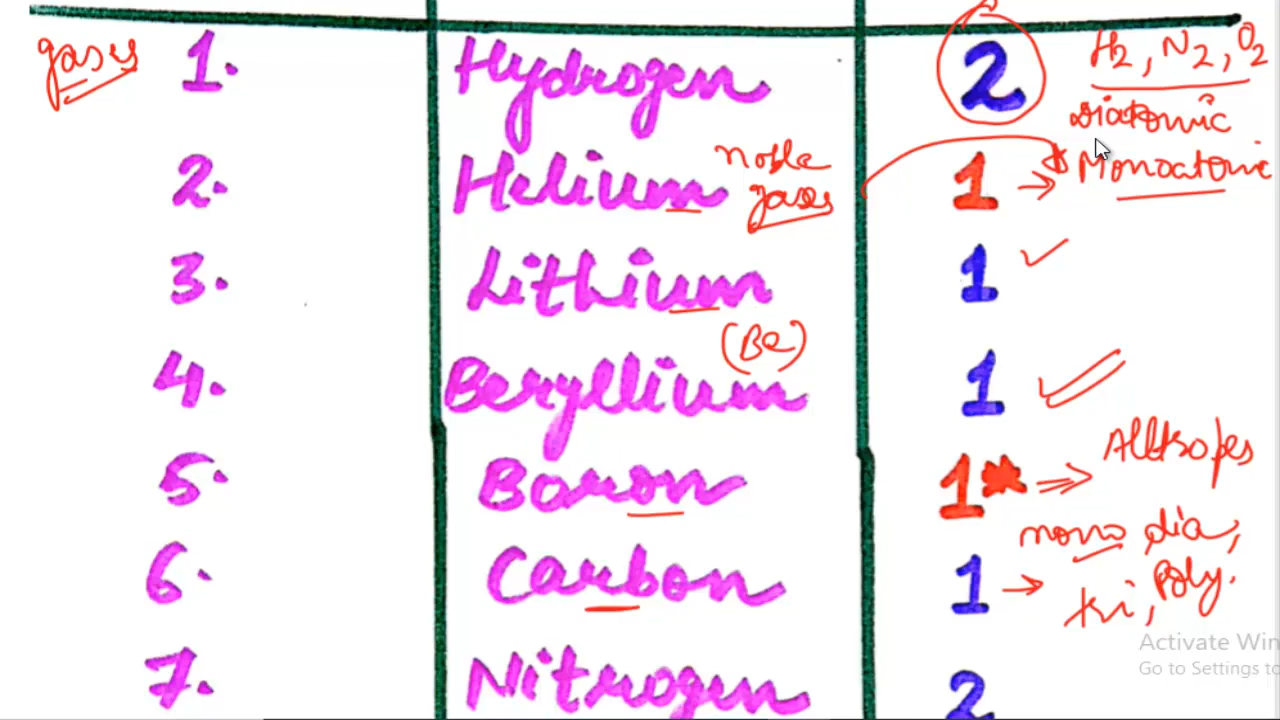 gases 1. Hydrogen 2 H2, N2, O2
Diatomic
2. Helium noble gases 1 → * Monoatomic
3. Lithium 1 ✓
(Be)
4. Beryllium 1 ✓
Alltropes
5. Boron 1* ⇒
mono dia,
6. Carbon 1 → tri, Poly.
7. Nitrogen 2
Activate Win
Go to Settings to